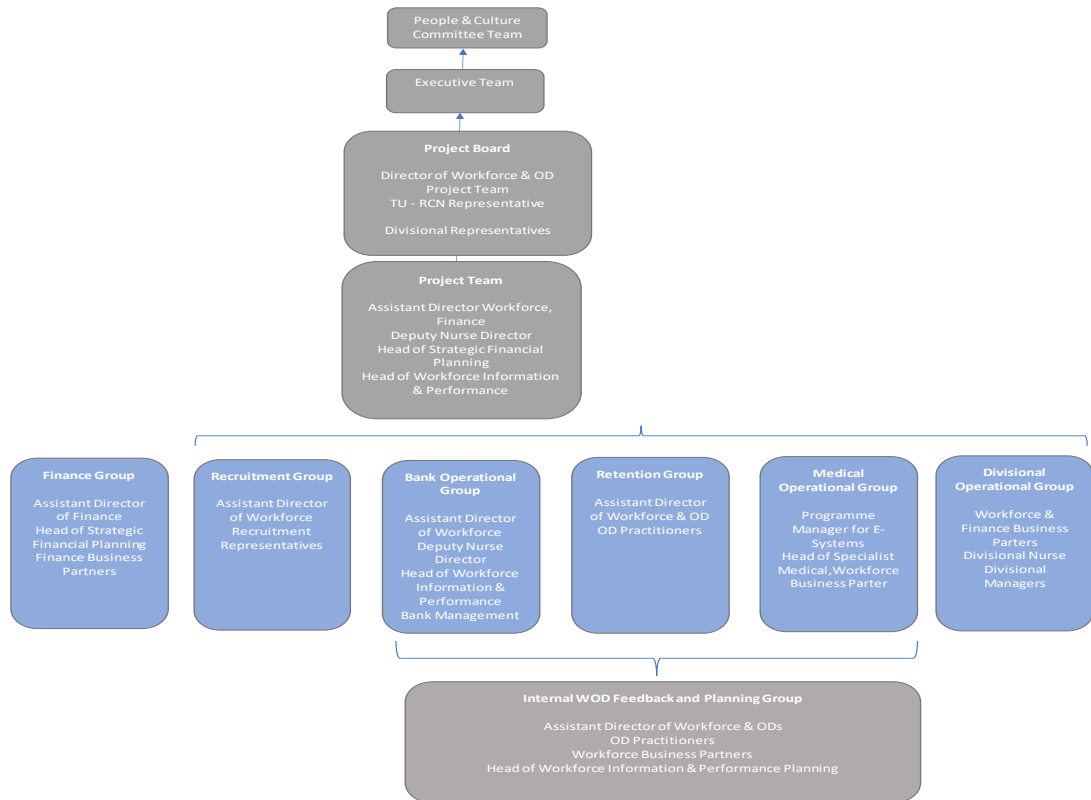 People & Culture
Committee Team
Executive Team
Project Board
Director of Workforce & OD
Project Team
TU - RCN Representative
Divisional Representatives
Project Team
Assistant Director Workforce,
Finance
Deputy Nurse Director
Head of Strategic Financial
Planning
Head of Workforce Information
& Performance
Finance Group
Assistant Director
of Finance
Head of Strategic
Financial Planning
Finance Business
Partners
Recruitment Group
Assistant Director
of Workforce
Recruitment
Representatives
Bank Operational
Group
Assistant Director
of Workforce
Deputy Nurse
Director
Head of Workforce
Information &
Performance
Bank Management
Retention Group
Assistant Director
of Workforce & OD
OD Practitioners
Medical
Operational Group
Programme
Manager for E-
Systems
Head of Specialist
Medical, Workforce
Business Parter
Divisional
Operational Group
Workforce &
Finance Business
Parters
Divisional Nurse
Divisional
Managers
Internal WOD Feedback and Planning Group
Assistant Director of Workforce & ODs
OD Practitioners
Workforce Business Partners
Head of Workforce Information & Performance Planning